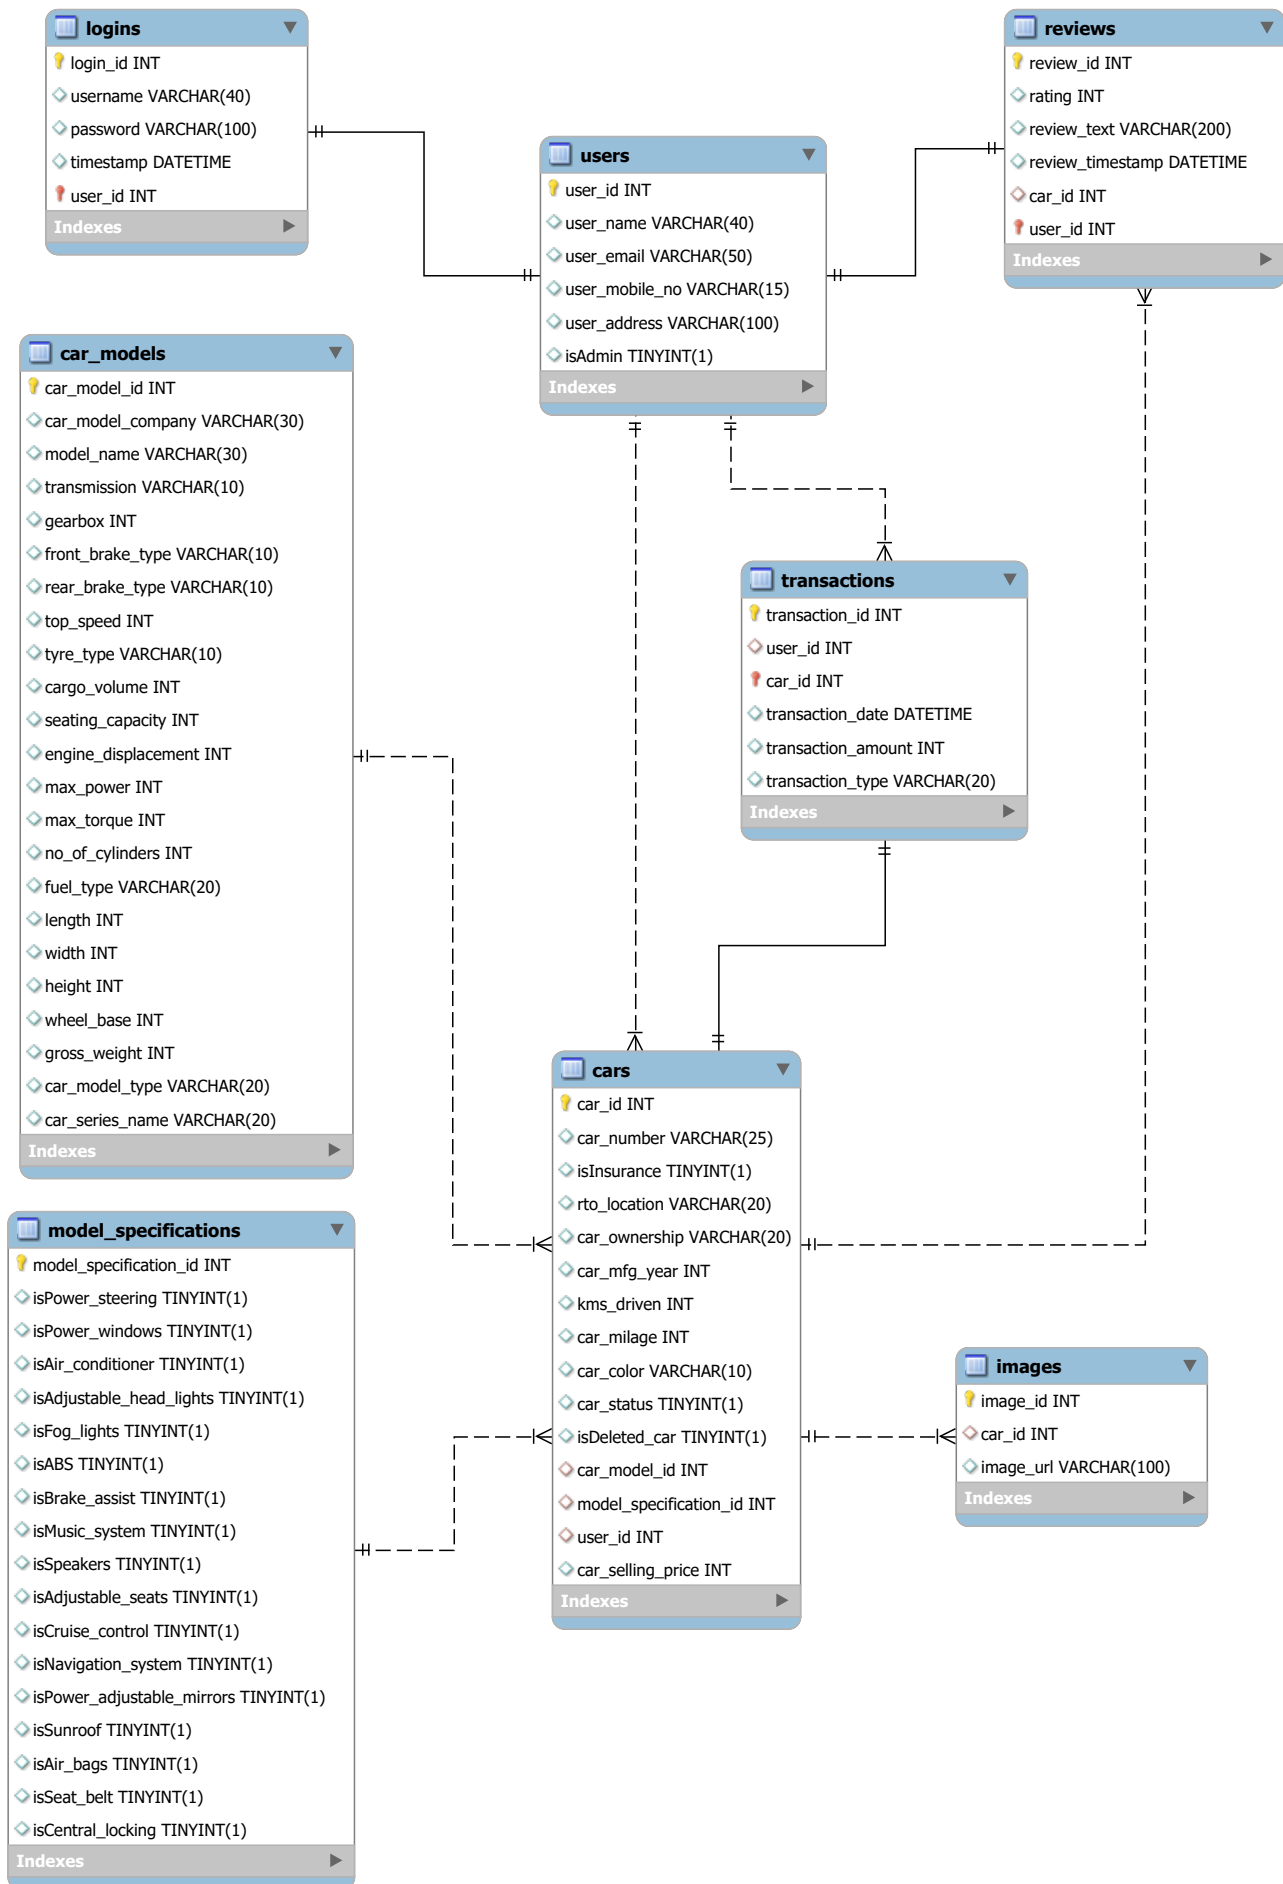 logins
login_id INT
username VARCHAR(40)
password VARCHAR(100)
timestamp DATETIME
user_id INT
Indexes
reviews
review_id INT
rating INT
review_text VARCHAR(200)
review_timestamp DATETIME
car_id INT
user_id INT
Indexes
users
user_id INT
user_name VARCHAR(40)
user_email VARCHAR(50)
user_mobile_no VARCHAR(15)
user_address VARCHAR(100)
isAdmin TINYINT(1)
Indexes
car_models
car_model_id INT
car_model_company VARCHAR(30)
model_name VARCHAR(30)
transmission VARCHAR(10)
gearbox INT
front_brake_type VARCHAR(10)
rear_brake_type VARCHAR(10)
top_speed INT
tyre_type VARCHAR(10)
cargo_volume INT
seating_capacity INT
engine_displacement INT
max_power INT
max_torque INT
no_of_cylinders INT
fuel_type VARCHAR(20)
length INT
width INT
height INT
wheel_base INT
gross_weight INT
car_model_type VARCHAR(20)
car_series_name VARCHAR(20)
Indexes
transactions
transaction_id INT
user_id INT
car_id INT
transaction_date DATETIME
transaction_amount INT
transaction_type VARCHAR(20)
Indexes
cars
car_id INT
car_number VARCHAR(25)
isInsurance TINYINT(1)
rto_location VARCHAR(20)
car_ownership VARCHAR(20)
car_mfg_year INT
kms_driven INT
car_milage INT
car_color VARCHAR(10)
car_status TINYINT(1)
isDeleted_car TINYINT(1)
car_model_id INT
model_specification_id INT
user_id INT
car_selling_price INT
Indexes
model_specifications
model_specification_id INT
isPower_steering TINYINT(1)
isPower_windows TINYINT(1)
isAir_conditioner TINYINT(1)
isAdjustable_head_lights TINYINT(1)
isFog_lights TINYINT(1)
isABS TINYINT(1)
isBrake_assist TINYINT(1)
isMusic_system TINYINT(1)
isSpeakers TINYINT(1)
isAdjustable_seats TINYINT(1)
isCruise_control TINYINT(1)
isNavigation_system TINYINT(1)
isPower_adjustable_mirrors TINYINT(1)
isSunroof TINYINT(1)
isAir_bags TINYINT(1)
isSeat_belt TINYINT(1)
isCentral_locking TINYINT(1)
Indexes
images
image_id INT
car_id INT
image_url VARCHAR(100)
Indexes